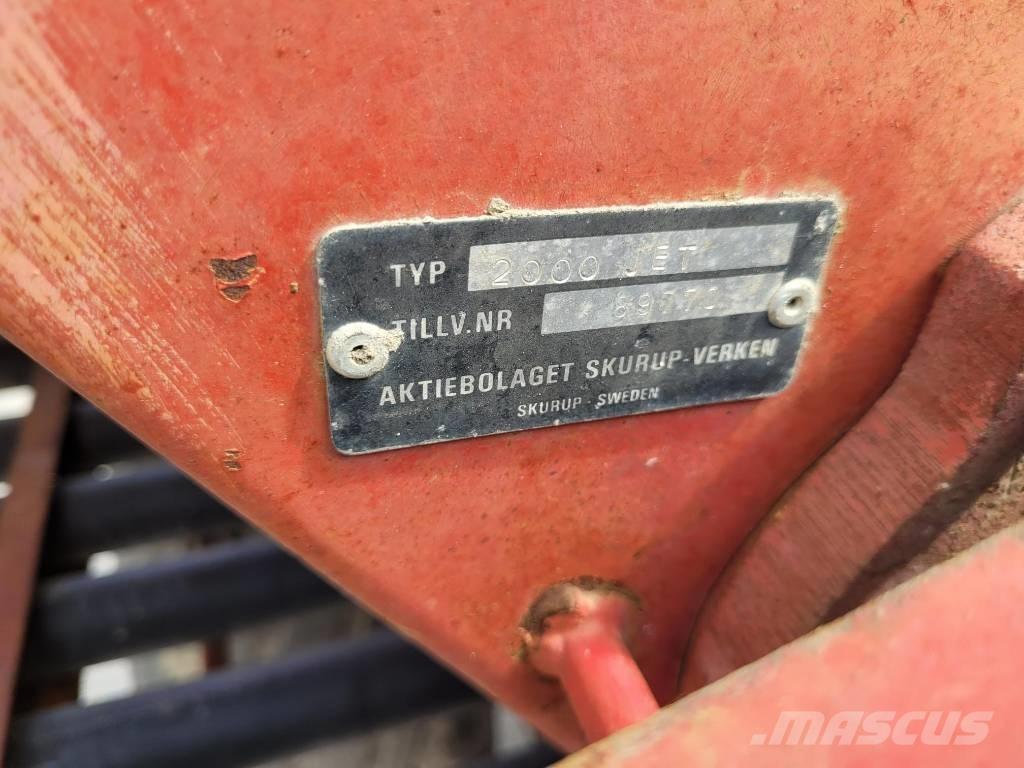 TYP 2000 JET
TILLV.NR
AKTIEBOLAGET SKURUP-VERKEN
SKURUP - SWEDEN
MASCUS